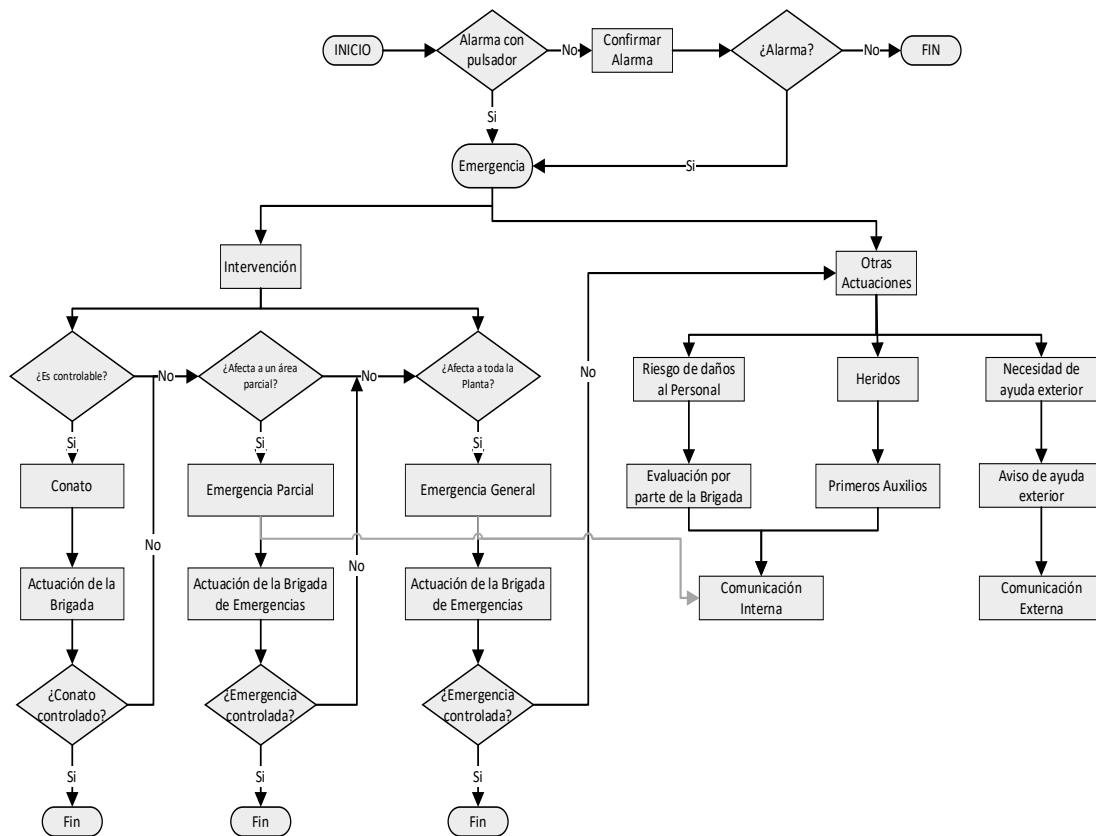 INICIO
Alarma con
pulsador
No
Confirmar
Alarma
¿Alarma?
No
FIN
Si
Emergencia
Si
Intervención
Otras
Actuaciones
¿Es controlable?
No
¿Afecta a un área
parcial?
No
¿Afecta a toda la
Planta?
No
Riesgo de daños
al Personal
Heridos
Necesidad de
ayuda exterior
Si
Si
Si
Conato
Emergencia Parcial
Emergencia General
Evaluación por
parte de la Brigada
Primeros Auxilios
Aviso de ayuda
exterior
No
No
Actuación de la
Brigada
Actuación de la Brigada
de Emergencias
Actuación de la Brigada
de Emergencias
Comunicación
Interna
Comunicación
Externa
¿Conato
controlado?
¿Emergencia
controlada?
¿Emergencia
controlada?
Si
Si
Si
Fin
Fin
Fin